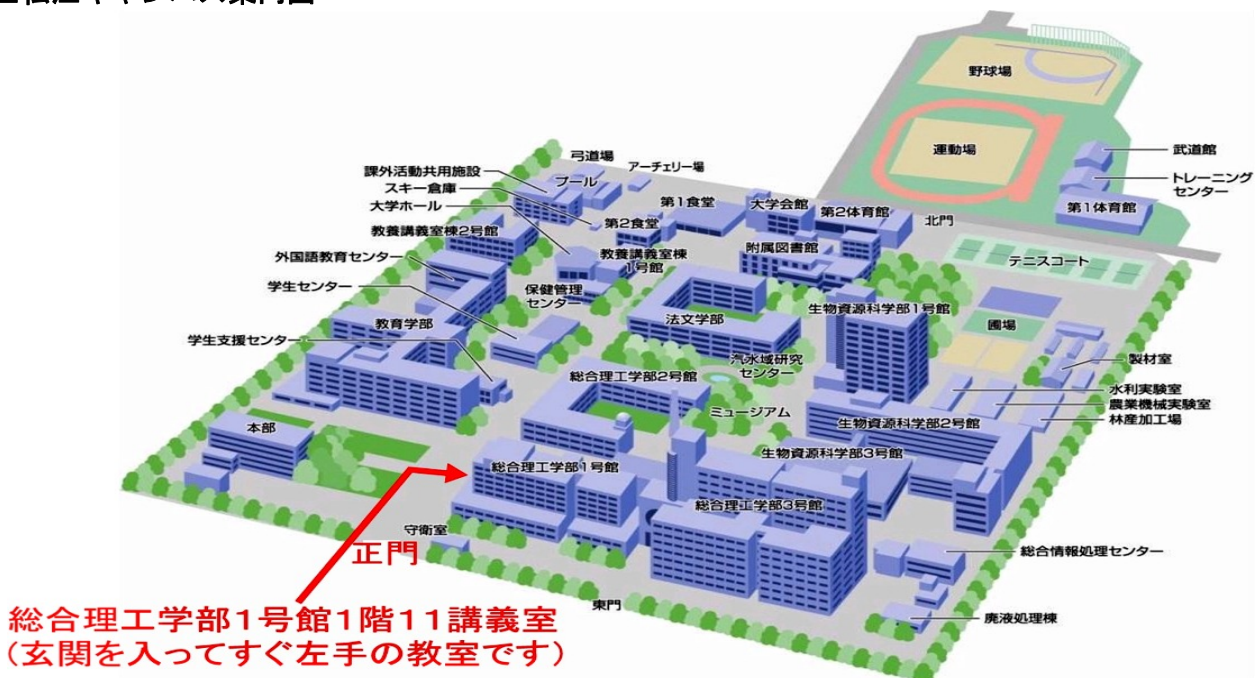 野球場
運動場
武道館
トレーニング
センター
第1体育館
弓道場
アーチェリー場
課外活動共用施設
プール
スキー倉庫
大学ホール
第1食堂
大学会館
第2体育館
北門
第2食堂
教養講義室棟2号館
教養講義室棟
1号館
附属図書館
テニスコート
外国語教育センター
学生センター
保健管理
センター
生物資源科学部1号館
教育学部
法文学部
圃場
学生支援センター
汽水域研究
センター
製材室
総合理工学部2号館
水利実験室
農業機械実験室
林産加工場
ミュージアム
本部
生物資源科学部2号館
生物資源科学部3号館
総合理工学部1号館
総合理工学部3号館
守衛室
正門
総合情報処理センター
東門
廃液処理棟
総合理工学部1号館1階11講義室
(玄関を入ってすぐ左手の教室です)